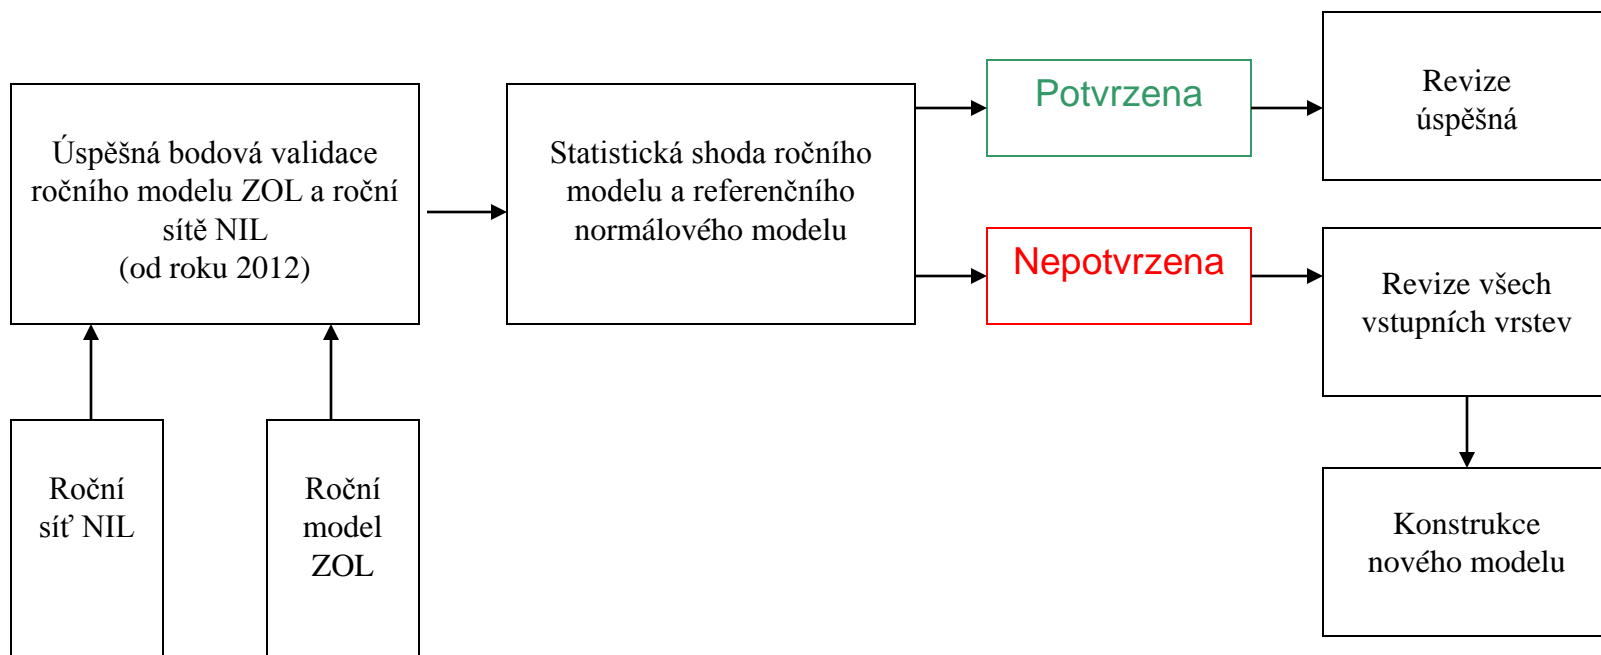 Úspěšná bodová validace
ročního modelu ZOL a roční
sítě NIL
(od roku 2012)
Statistická shoda ročního
modelu a referenčního
normálového modelu
Potvrzena
Revize
úspěšná
Nepotvrzena
Revize všech
vstupních vrstev
Roční
síť NIL
Roční
model
ZOL
Konstrukce
nového modelu